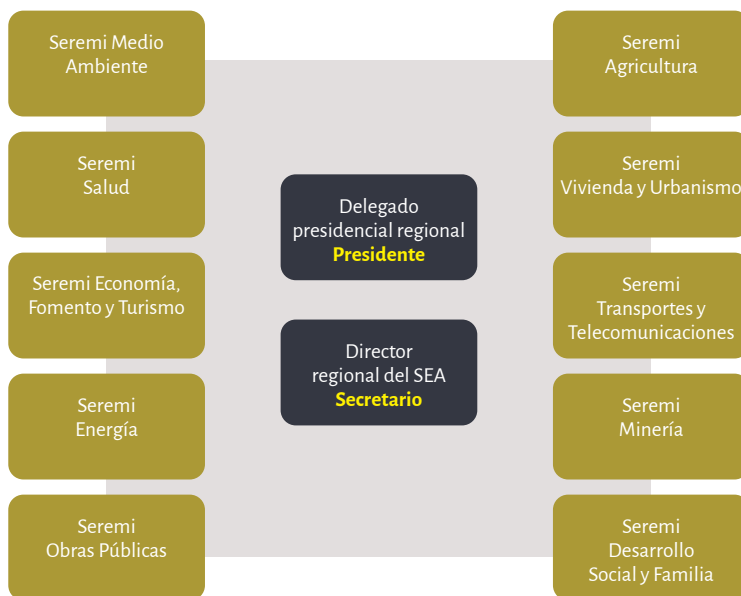 Seremi Medio
Ambiente
Seremi
Salud
Seremi Economía,
Fomento y Turismo
Seremi
Energía
Seremi
Obras Públicas
Delegado
presidencial regional
Presidente
Director
regional del SEA
Secretario
Seremi
Agricultura
Seremi
Vivienda y Urbanismo
Seremi
Transportes y
Telecomunicaciones
Seremi
Minería
Seremi
Desarrollo
Social y Familia